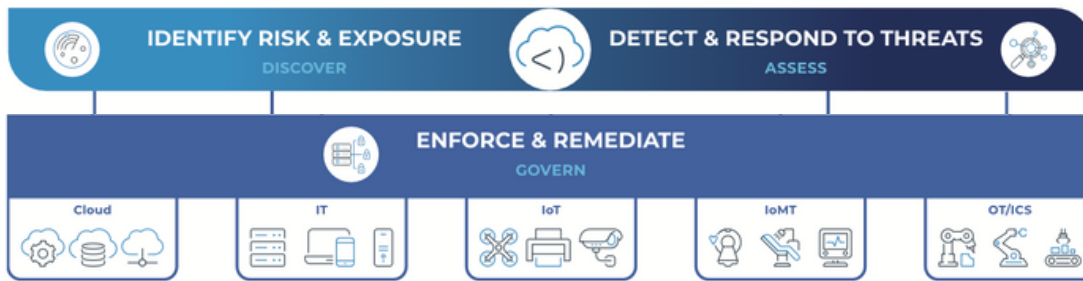 IDENTIFY RISK & EXPOSURE
DISCOVER
DETECT & RESPOND TO THREATS
ASSESS
ENFORCE & REMEDIATE
GOVERN
Cloud
IT
IoT
IoMT
OT/ICS